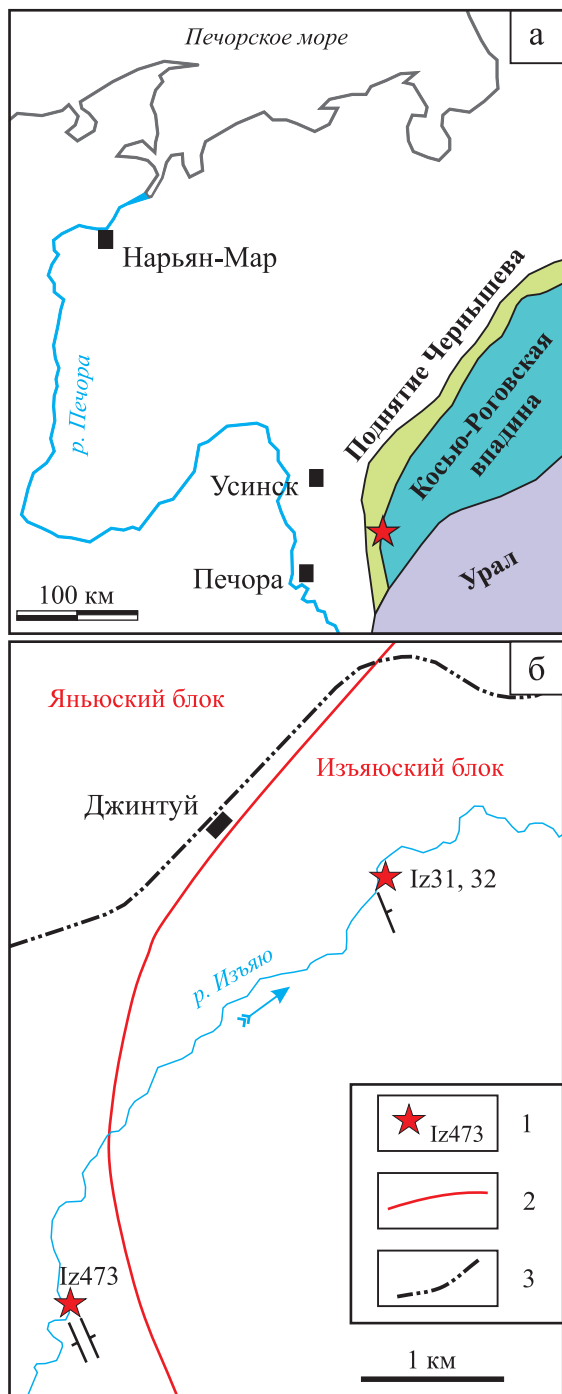 Печорское море
а
Нарьян-Мар
р. Печора
Поднятие Чернышева
Косью-Роговская
впадина
Усинск
Печора
Урал
100 км
б
Яньюский блок
Изъяюский блок
Джинтуй
Iz31, 32
р. Изъяю
Iz473
1
2
3
Iz473
1 км